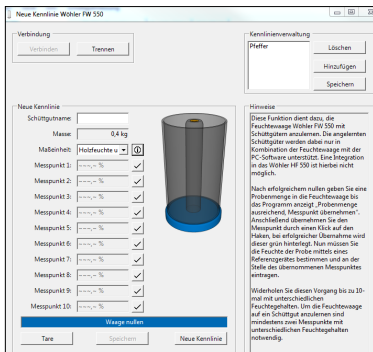 Neue Kennlinie Wöhler FW 550
Verbindung
Verbinden
Trennen
Kennlinienverwaltung
Pfeffer
Löschen
Hinzufügen
Speichern
Neue Kennlinie
Schüttgutname:
Masse: 0,4 kg
Maßeinheit: Holzfeuchte u
Messpunkt 1: ---,-- %
Messpunkt 2: ---,-- %
Messpunkt 3: ---,-- %
Messpunkt 4: ---,-- %
Messpunkt 5: ---,-- %
Messpunkt 6: ---,-- %
Messpunkt 7: ---,-- %
Messpunkt 8: ---,-- %
Messpunkt 9: ---,-- %
Messpunkt 10: ---,-- %
Waage nullen
Tare
Speichern
Neue Kennlinie
Hinweise
Diese Funktion dient dazu, die
Feuchtewaage Wöhler FW 550 mit
Schüttgütern anzulernen. Die angelernten
Schüttgüter werden dabei nur in
Kombination der Feuchtewaage mit der
PC-Software unterstützt. Eine Integration
in das Wöhler HF 550 ist hierbei nicht
möglich.
Nach erfolgreichem nullen geben Sie eine
Probenmenge in die Feuchtewaage bis
das Programm anzeigt „Probenmenge
ausreichend, Messpunkt übernehmen“.
Anschließend übernehmen Sie den
Messpunkt durch einen Klick auf den
Haken, bei erfolgreicher Übernahme wird
dieser grün hinterlegt. Nun müssen Sie
die Feuchte der Probe mittels eines
Referenzgerätes bestimmen und an der
Stelle des übernommenen Messpunktes
eintragen.
Widerholen Sie diesen Vorgang bis zu 10-
mal mit unterschiedlichen
Feuchtegehalten. Um die Feuchtewaage
auf ein Schüttgut anzulernen sind
mindestens zwei Messpunkte mit
unterschiedlichen Feuchtegehalten
notwendig.